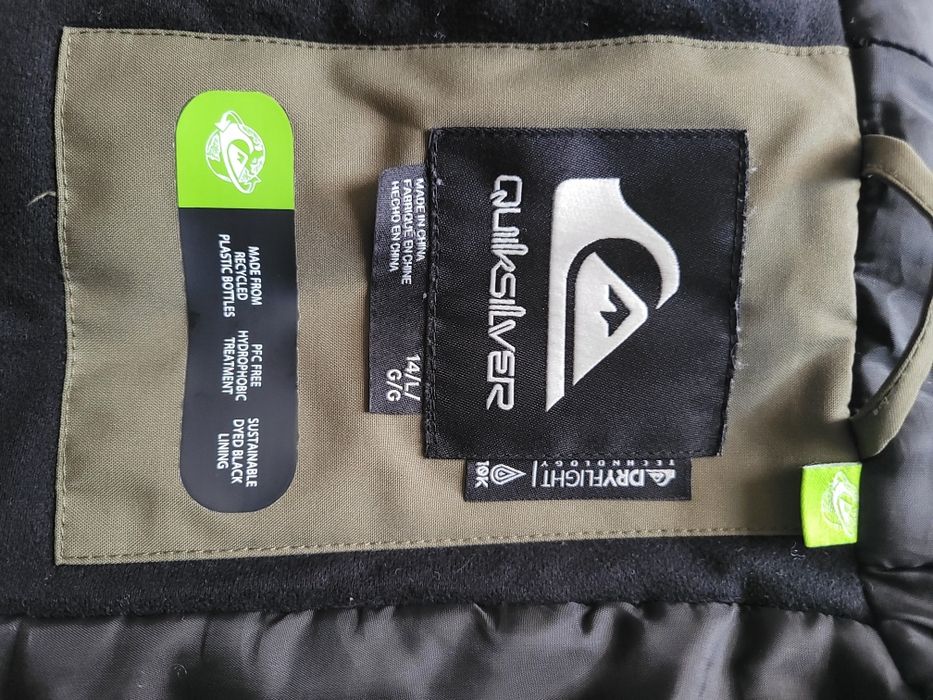 QUIKSILVER
MADE IN CHINA
FABRIQUÉ EN CHINE
HECHO EN CHINA
14/L/
G/G
DRYFLIGHT
TECHNOLOGY
10K
MADE FROM
RECYCLED
PLASTIC BOTTLES
PFC FREE
HYDROPHOBIC
TREATMENT
SUSTAINABLE
DYED BLACK
LINING